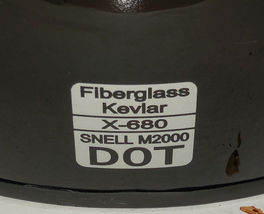 Fiberglass
Kevlar
X-680
SNELL M2000
DOT